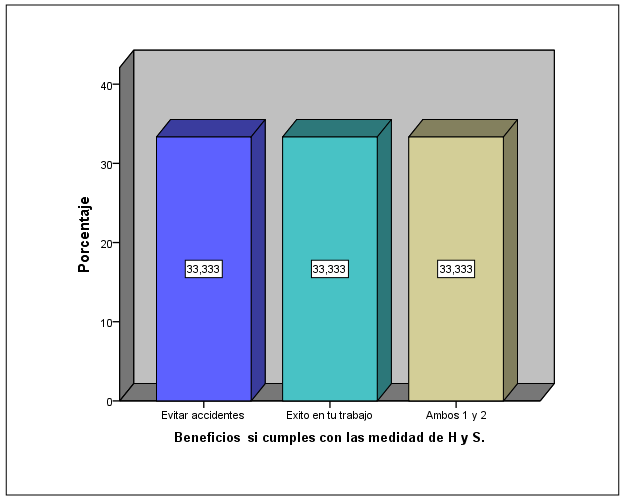 Porcentaje
40
30
20
10
0
33,333
33,333
33,333
Evitar accidentes
Exito en tu trabajo
Ambos 1 y 2
Beneficios si cumples con las medidad de H y S.